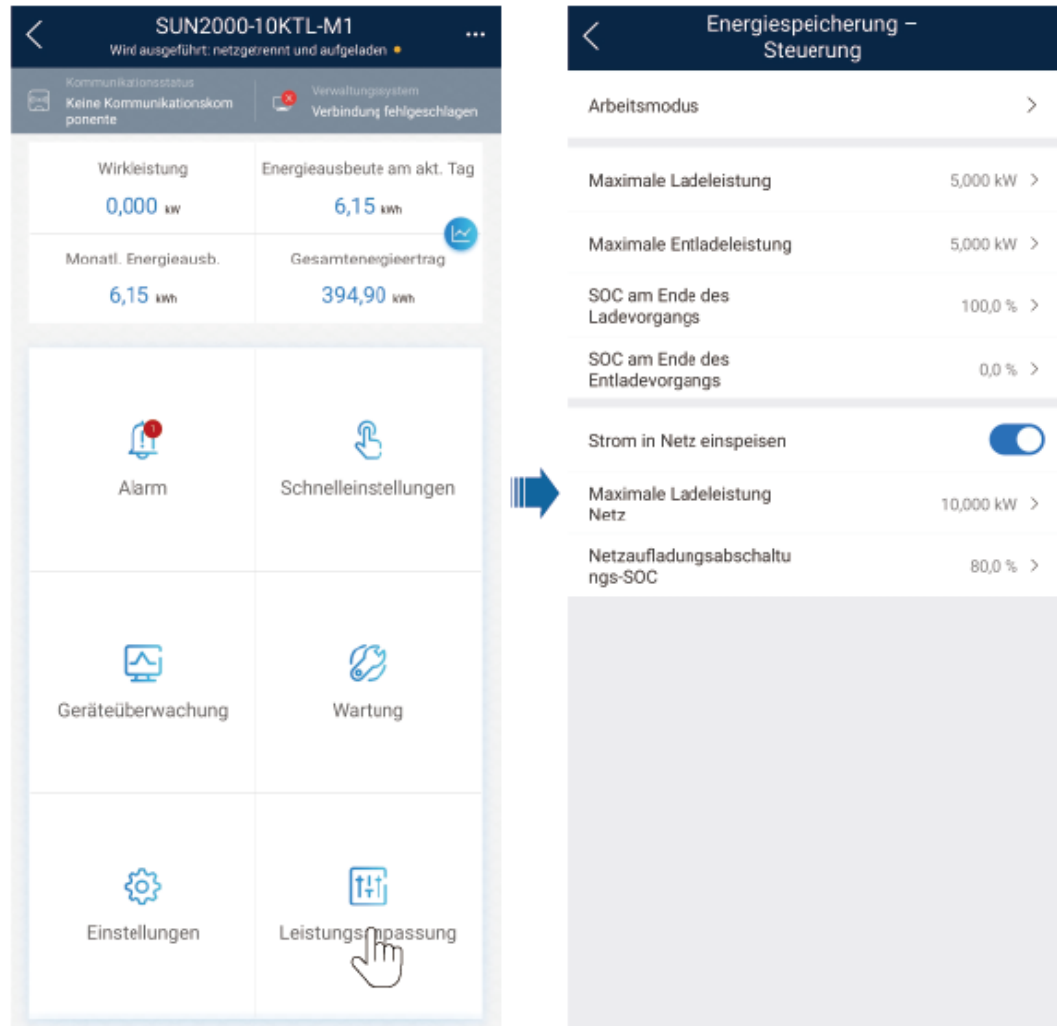 SUN2000-10KTL-M1
Wird ausgeführt: netzgetrennt und aufgeladen
Kommunikationsstatus
Keine Kommunikationskom
ponente
Verwaltungssystem
Verbindung fehlgeschlagen
Wirkleistung
0,000 kW
Energieausbeute am akt. Tag
6,15 kWh
Monatl. Energieausb.
6,15 kWh
Gesamtenergieertrag
394,90 kWh
1
Alarm
Schnelleinstellungen
Geräteüberwachung
Wartung
Einstellungen
Leistungsanpassung
Energiespeicherung –
Steuerung
Arbeitsmodus
Maximale Ladeleistung 5,000 kW
Maximale Entladeleistung 5,000 kW
SOC am Ende des
Ladevorgangs 100,0 %
SOC am Ende des
Entladevorgangs 0,0 %
Strom in Netz einspeisen
Maximale Ladeleistung
Netz 10,000 kW
Netzaufladungsabschaltu
ngs-SOC 80,0 %